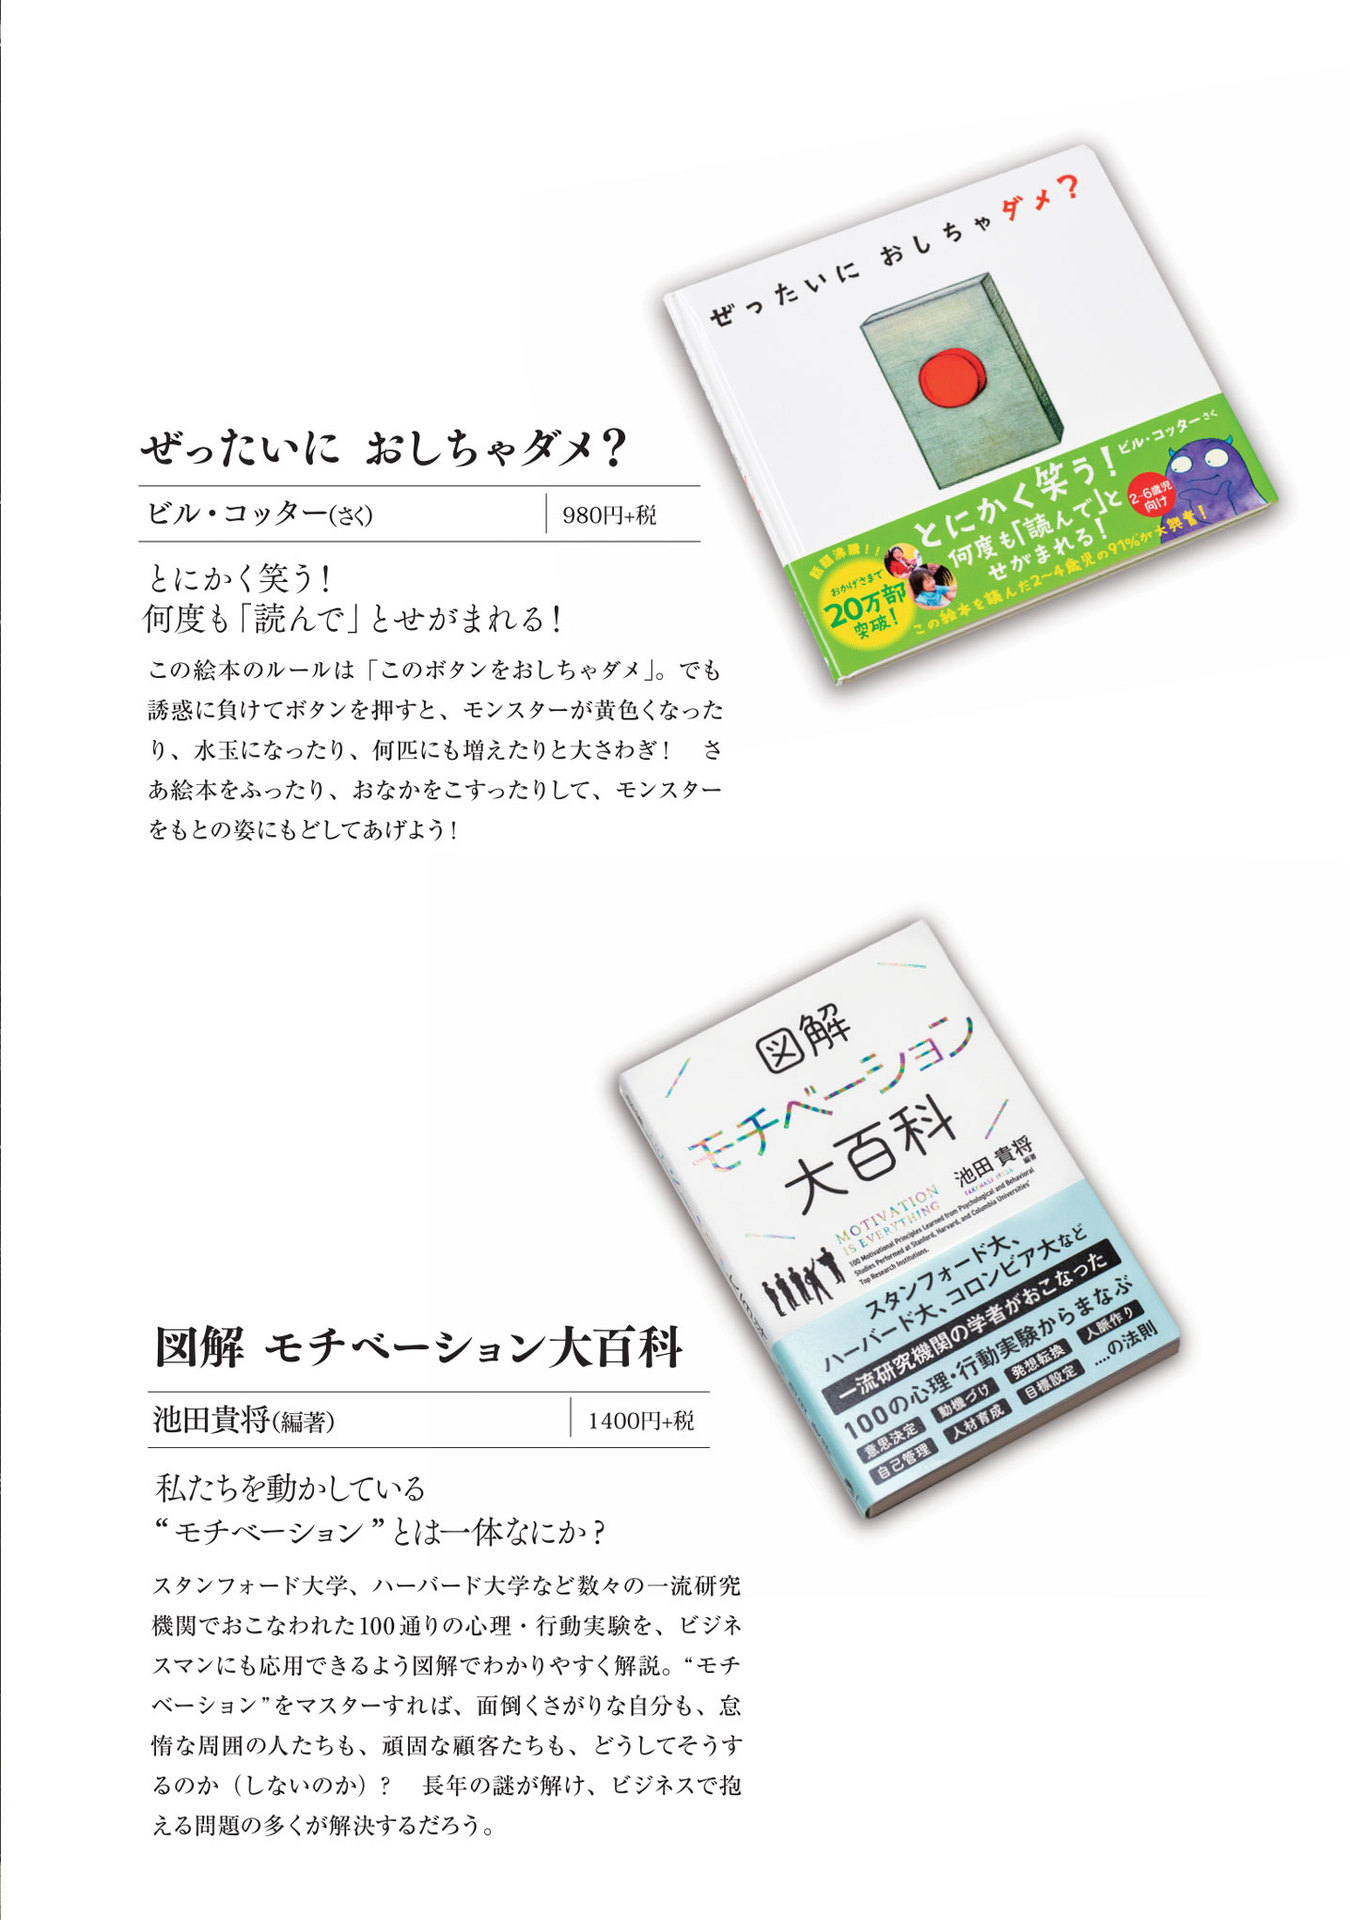 ぜったいに おしちゃダメ?
ビル・コッターさく
とにかく笑う!
何度も「読んで」と
せがまれる!
2~6歳児
向け
話題沸騰!!
おかげさまで
20万部
突破!
この絵本を読んだ2~4歳児の91%が大興奮!
ぜったいに おしちゃダメ?
ビル・コッター(さく)
980円+税
とにかく笑う!
何度も「読んで」とせがまれる!
この絵本のルールは「このボタンをおしちゃダメ」。でも
誘惑に負けてボタンを押すと、モンスターが黄色くなった
り、水玉になったり、何匹にも増えたりと大さわぎ! さ
あ絵本をふったり、おなかをこすったりして、モンスター
をもとの姿にもどしてあげよう!
図解
モチベーション
大百科
池田 貴将 編著
TAKAMASA IKEDA
MOTIVATION
IS EVERYTHING
100 Motivational Principles Learned from Psychological and Behavioral
Studies Performed at Stanford, Harvard, and Columbia Universities'
Top Research Institutions.
スタンフォード大、
ハーバード大、コロンビア大など
一流研究機関の学者がおこなった
100の心理・行動実験からまなぶ
意思決定 動機づけ 発想転換 人脈作り
自己管理 人材育成 目標設定 ....の法則
図解 モチベーション大百科
池田貴将(編著)
1400円+税
私たちを動かしている
“モチベーション”とは一体なにか?
スタンフォード大学、ハーバード大学など数々の一流研究
機関でおこなわれた100通りの心理・行動実験を、ビジネ
スマンにも応用できるよう図解でわかりやすく解説。“モチ
ベーション”をマスターすれば、面倒くさがりな自分も、怠
惰な周囲の人たちも、頑固な顧客たちも、どうしてそうす
るのか(しないのか)? 長年の謎が解け、ビジネスで抱
える問題の多くが解決するだろう。